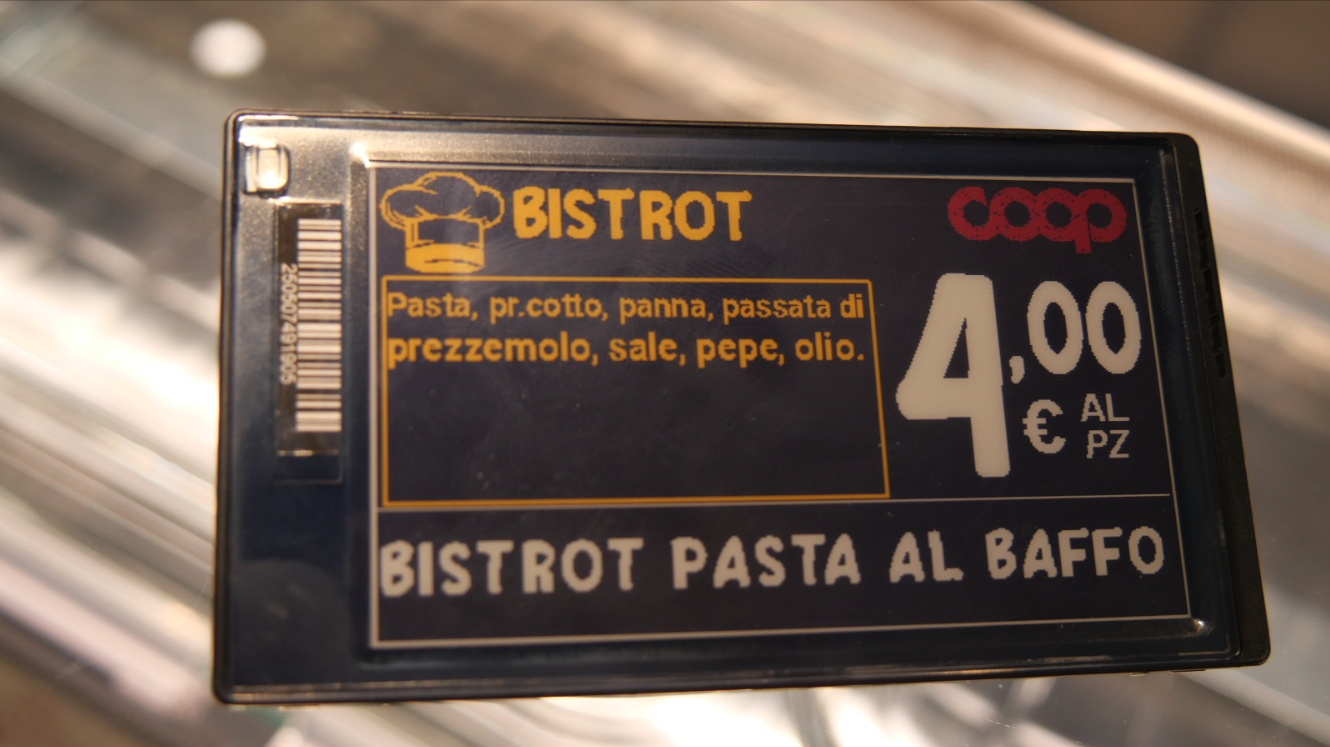 BISTROT
coop
Pasta, pr.cotto, panna, passata di
prezzemolo, sale, pepe, olio.
4,00
€ AL
PZ
BISTROT PASTA AL BAFFO
250507491905